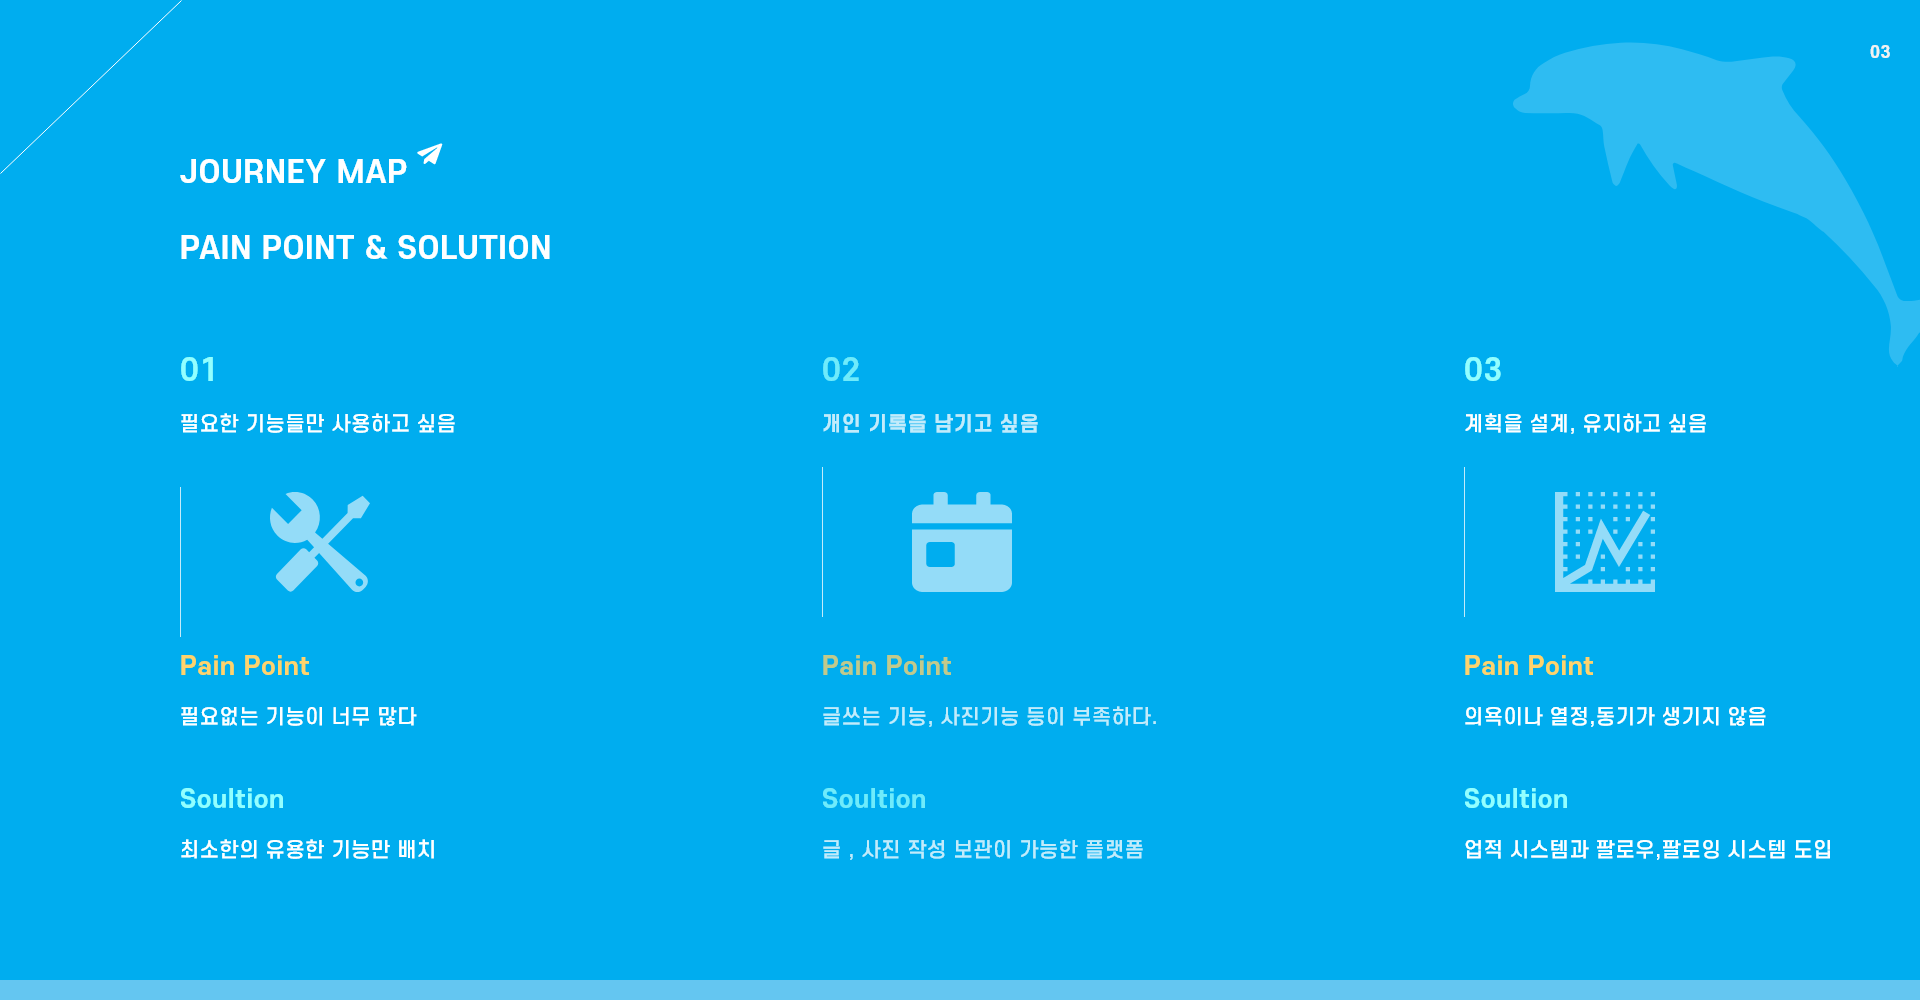 03
JOURNEY MAP
PAIN POINT & SOLUTION
01
필요한 기능들만 사용하고 싶음
Pain Point
필요없는 기능이 너무 많다
Soultion
최소한의 유용한 기능만 배치
02
개인 기록을 남기고 싶음
Pain Point
글쓰는 기능, 사진기능 등이 부족하다.
Soultion
글 , 사진 작성 보관이 가능한 플랫폼
03
계획을 설계, 유지하고 싶음
Pain Point
의욕이나 열정,동기가 생기지 않음
Soultion
업적 시스템과 팔로우,팔로잉 시스템 도입